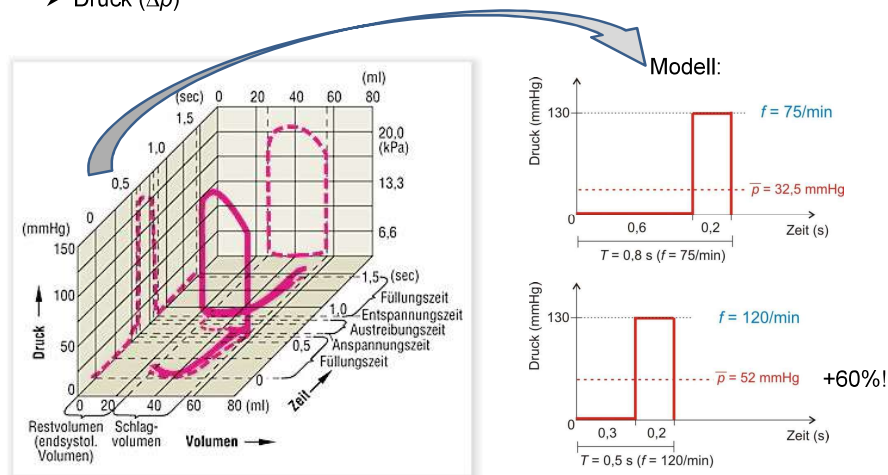 ➤ Druck (Δp)
Modell:
(ml)
(sec) 0 20 40 60 80
1,5
1,0
0,5
0
20,0
(kPa)
13,3
6,6
(mmHg)
150
100
50
0
Druck
1,5 (sec)
Füllungszeit
1,0
Entspannungszeit
Austreibungszeit
0,5
Anspannungszeit
Füllungszeit
0
Zeit
0 20 40 60 80 (ml)
Restvolumen
(endsystol.
Volumen)
Schlag-
volumen
Volumen
Druck (mmHg)
130
f = 75/min
p̅ = 32,5 mmHg
0
0,6 0,2
Zeit (s)
T = 0,8 s (f = 75/min)
Druck (mmHg)
130
f = 120/min
p̅ = 52 mmHg
+60%!
0
0,3 0,2
Zeit (s)
T = 0,5 s (f = 120/min)